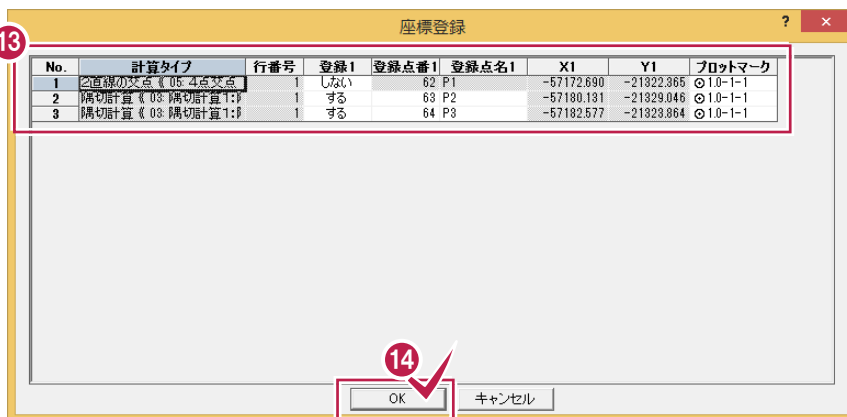 座標登録
? ×
13
No. 計算タイプ 行番号 登録1 登録点番1 登録点名1 X1 Y1 プロットマーク
1 2直線の交点《 05: 4点交点 1 しない 62 P1 -57172.690 -21322.365 1.0-1-1
2 隅切計算《 03: 隅切計算1: 1 する 63 P2 -57180.131 -21329.046 1.0-1-1
3 隅切計算《 03: 隅切計算1: 1 する 64 P3 -57182.577 -21323.864 1.0-1-1
14
OK キャンセル